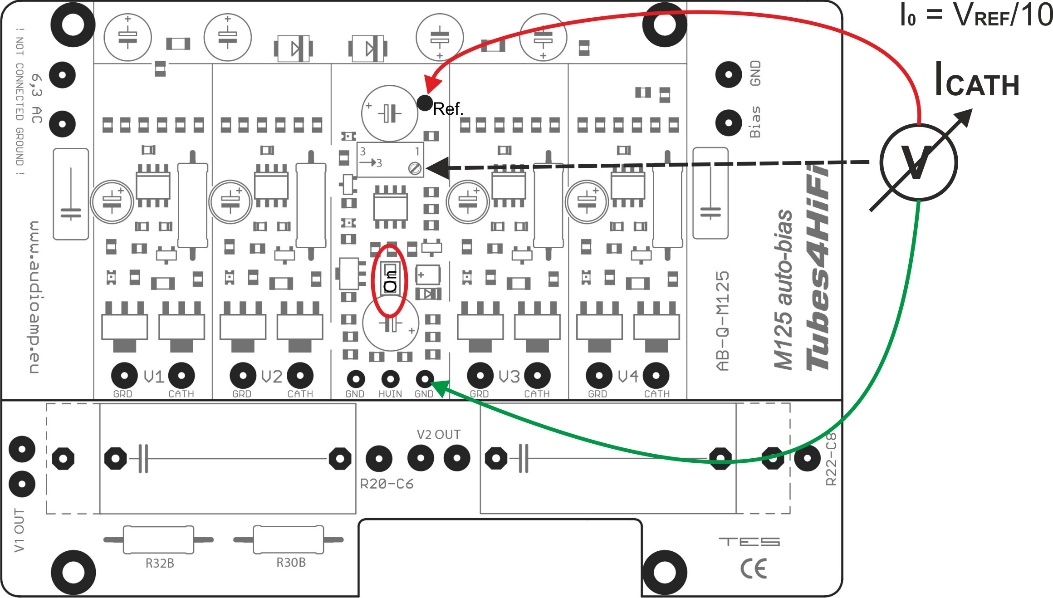 I0 = VREF/10
ICATH
V
Ref.
! NOT CONNECTED GROUND !
6,3 AC
GND
Bias
3
1
→3
On
www.audioamp.eu
AB-Q-M125
M125 auto-bias
Tubes4HiFi
V1
GRD
CATH
V2
GRD
CATH
GND
HVIN
GND
V3
GRD
CATH
V4
GRD
CATH
V2 OUT
R20-C6
R22-C8
V1 OUT
R32B
R30B
TES
CE